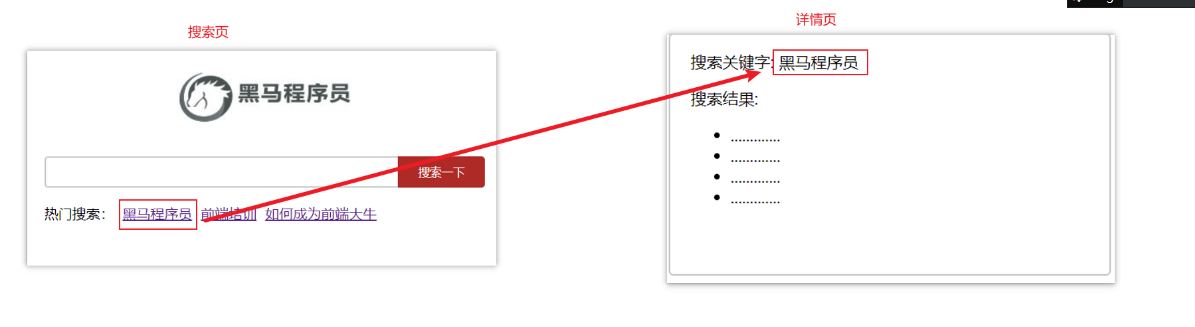 搜索页
黑马程序员
搜索一下
热门搜索： 黑马程序员 前端培训 如何成为前端大牛
详情页
搜索关键字: 黑马程序员
搜索结果:
.............
.............
.............
.............